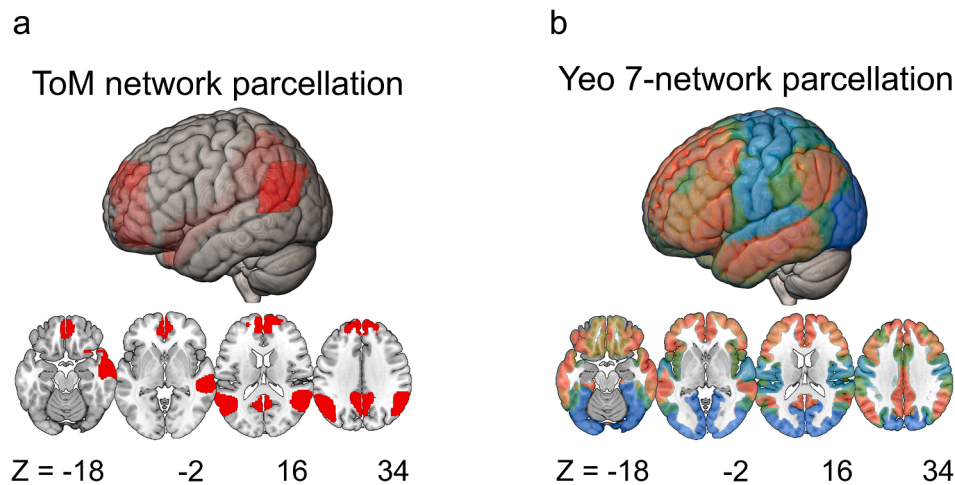 a
b
ToM network parcellation
Yeo 7-network parcellation
Z = -18 -2 16 34
Z = -18 -2 16 34